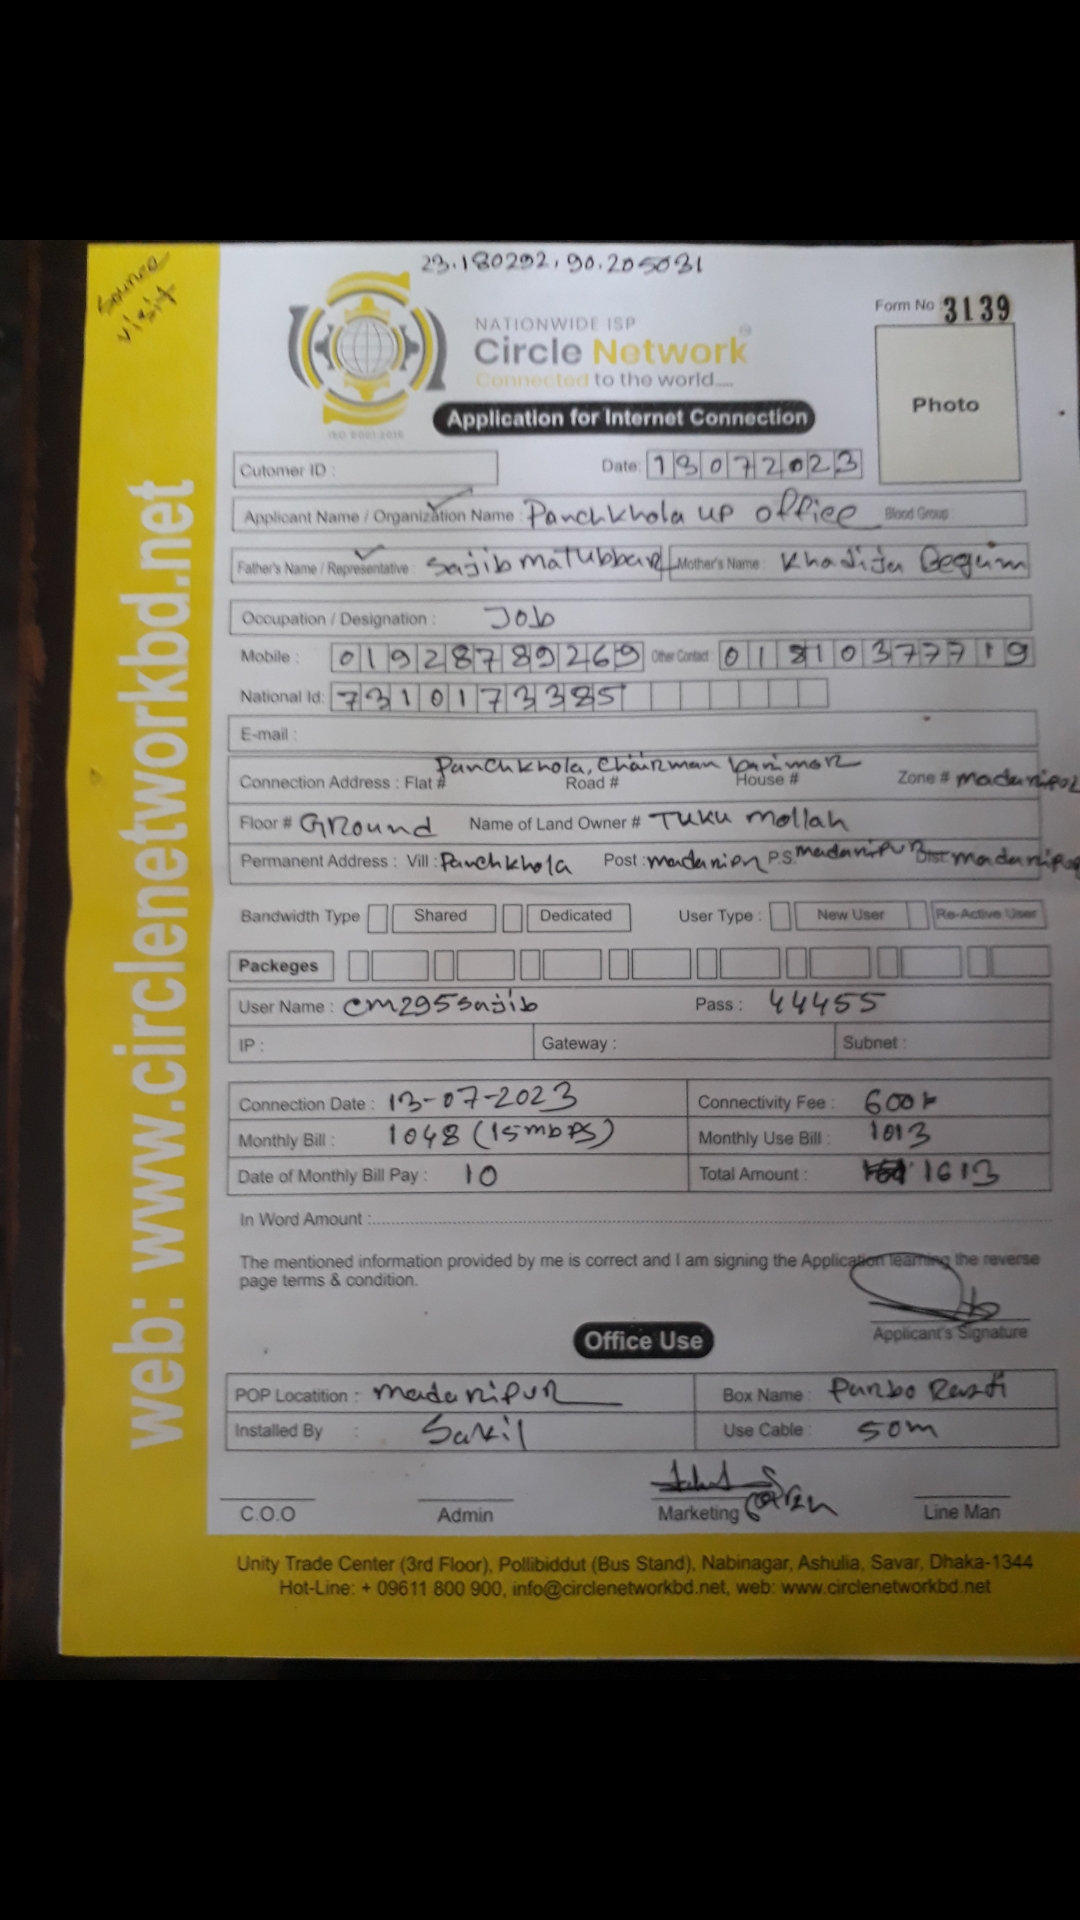 source
visit
23.180292, 90.205031
Form No 3139
NATIONWIDE ISP
Circle Network
Connected to the world.....
ISO 9001:2015
Photo
Application for Internet Connection
Cutomer ID :
Date: 13072023
Applicant Name / Organization Name : Panchkhola UP office Blood Group :
Father's Name / Representative : Sajib matubbar Mother's Name : Khadija Begum
Occupation / Designation : Job
Mobile : 01928789269 Other Contact : 01810377719
National Id: 7310173385
E-mail :
Panchkhola, Chairman
Connection Address : Flat # Road # House # Zone # madaripur
Floor # Ground Name of Land Owner # Tuku mollah
Permanent Address : Vill : Panchkhola Post : madaripur P.S. madaripur Dist: madaripur
Bandwidth Type Shared Dedicated User Type : New User Re-Active User
Packeges
User Name : cm295sajib Pass : 44455
IP : Gateway : Subnet :
Connection Date : 13-07-2023 Connectivity Fee : 600
Monthly Bill : 1048 (15mbps) Monthly Use Bill : 1013
Date of Monthly Bill Pay : 10 Total Amount : 1613
In Word Amount :
The mentioned information provided by me is correct and I am signing the Application learning the reverse
page terms & condition.
Applicant's Signature
Office Use
POP Locatition : madaripur Box Name :
Installed By : Sakil Use Cable : 50m
C.O.O Admin Marketing Line Man
Unity Trade Center (3rd Floor), Pollibiddut (Bus Stand), Nabinagar, Ashulia, Savar, Dhaka-1344
Hot-Line: + 09611 800 900, info@circlenetworkbd.net, web: www.circlenetworkbd.net
web: www.circlenetworkbd.net